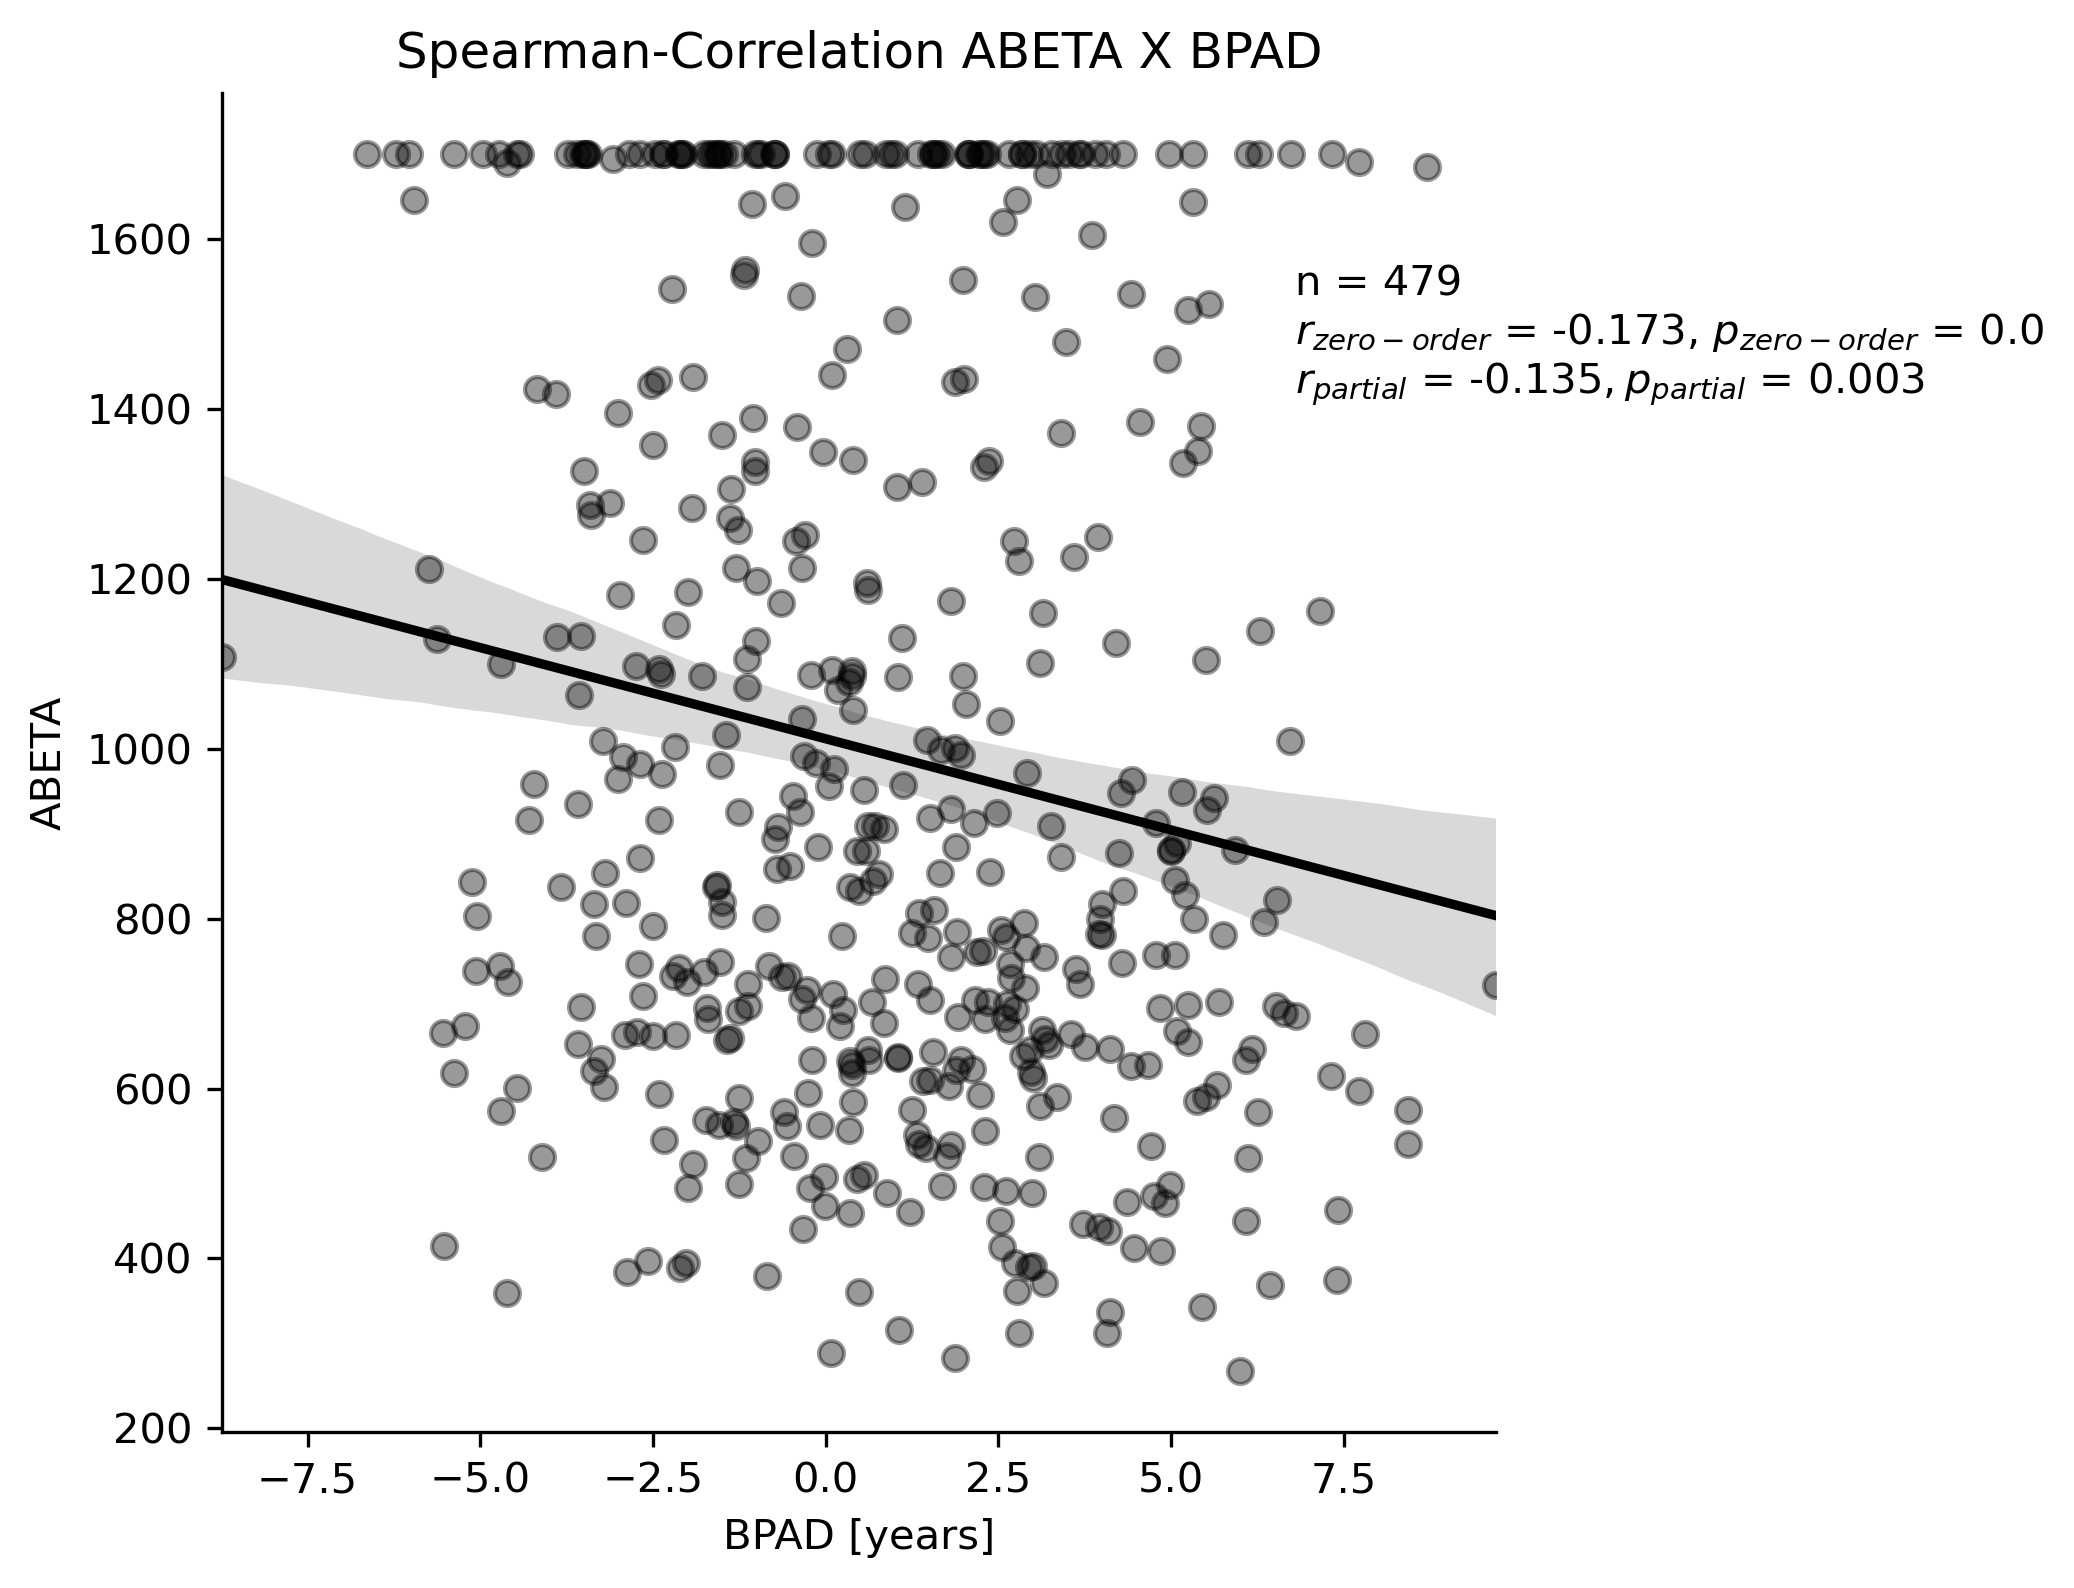 Spearman-Correlation ABETA X BPAD
n = 479
r_zero−order = -0.173, p_zero−order = 0.0
r_partial = -0.135, p_partial = 0.003
1600
1400
1200
1000
800
600
400
200
ABETA
−7.5 −5.0 −2.5 0.0 2.5 5.0 7.5
BPAD [years]